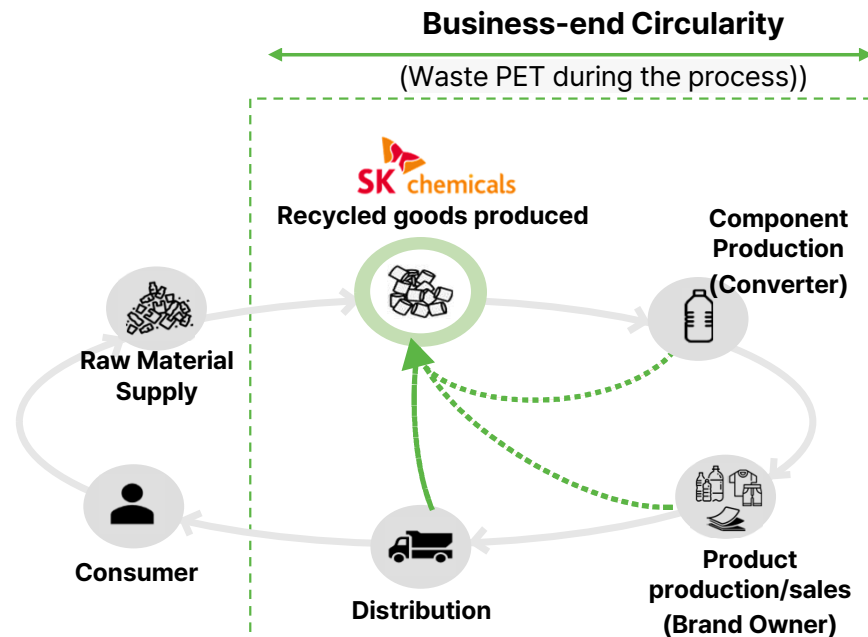 Business-end Circularity
(Waste PET during the process))
SK chemicals
Recycled goods produced
Component
Production
(Converter)
Raw Material
Supply
Consumer
Distribution
Product
production/sales
(Brand Owner)